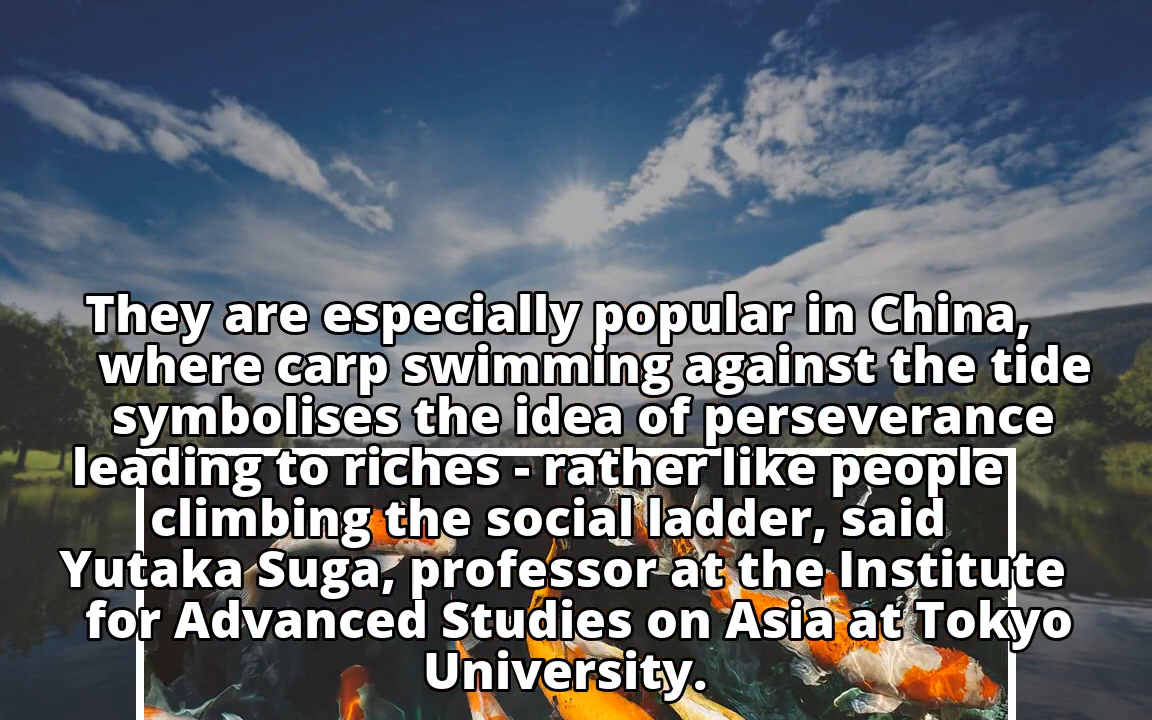 They are especially popular in China,
where carp swimming against the tide
symbolises the idea of perseverance
leading to riches - rather like people
climbing the social ladder, said
Yutaka Suga, professor at the Institute
for Advanced Studies on Asia at Tokyo
University.